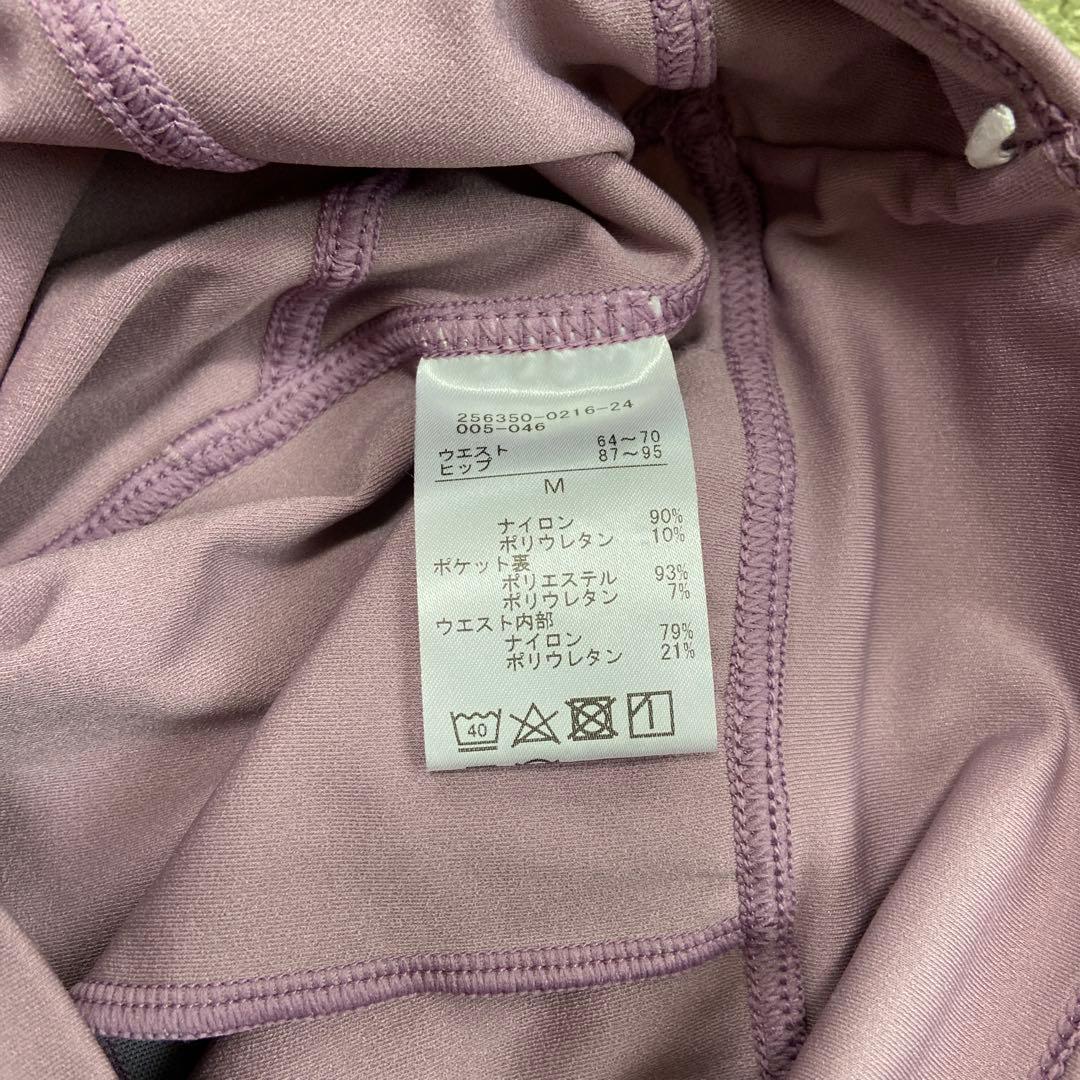 256350-0216-24
005-046
ウエスト 64〜70
ヒップ 87〜95
M
ナイロン 90%
ポリウレタン 10%
ポケット裏
ポリエステル 93%
ポリウレタン 7%
ウエスト内部
ナイロン 79%
ポリウレタン 21%
40